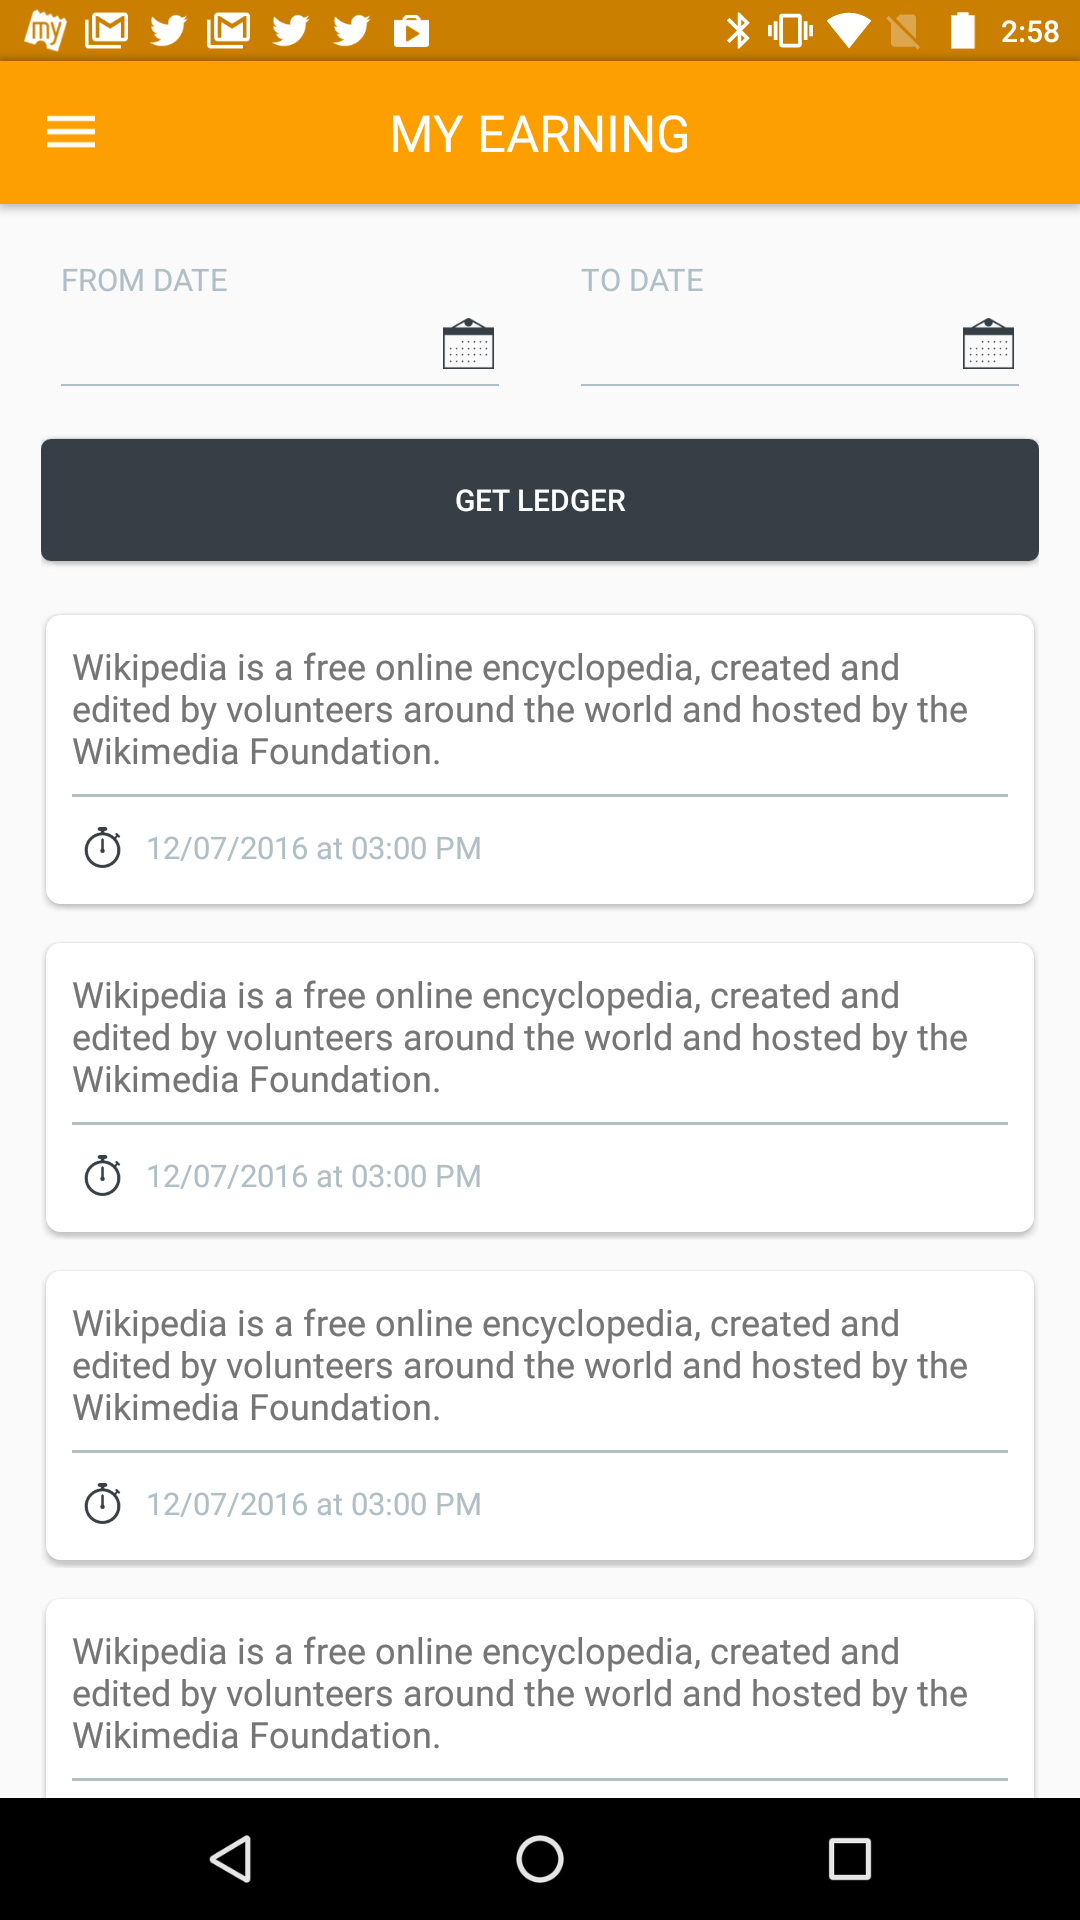 my
2:58
MY EARNING
FROM DATE
TO DATE
GET LEDGER
Wikipedia is a free online encyclopedia, created and
edited by volunteers around the world and hosted by the
Wikimedia Foundation.
12/07/2016 at 03:00 PM
Wikipedia is a free online encyclopedia, created and
edited by volunteers around the world and hosted by the
Wikimedia Foundation.
12/07/2016 at 03:00 PM
Wikipedia is a free online encyclopedia, created and
edited by volunteers around the world and hosted by the
Wikimedia Foundation.
12/07/2016 at 03:00 PM
Wikipedia is a free online encyclopedia, created and
edited by volunteers around the world and hosted by the
Wikimedia Foundation.